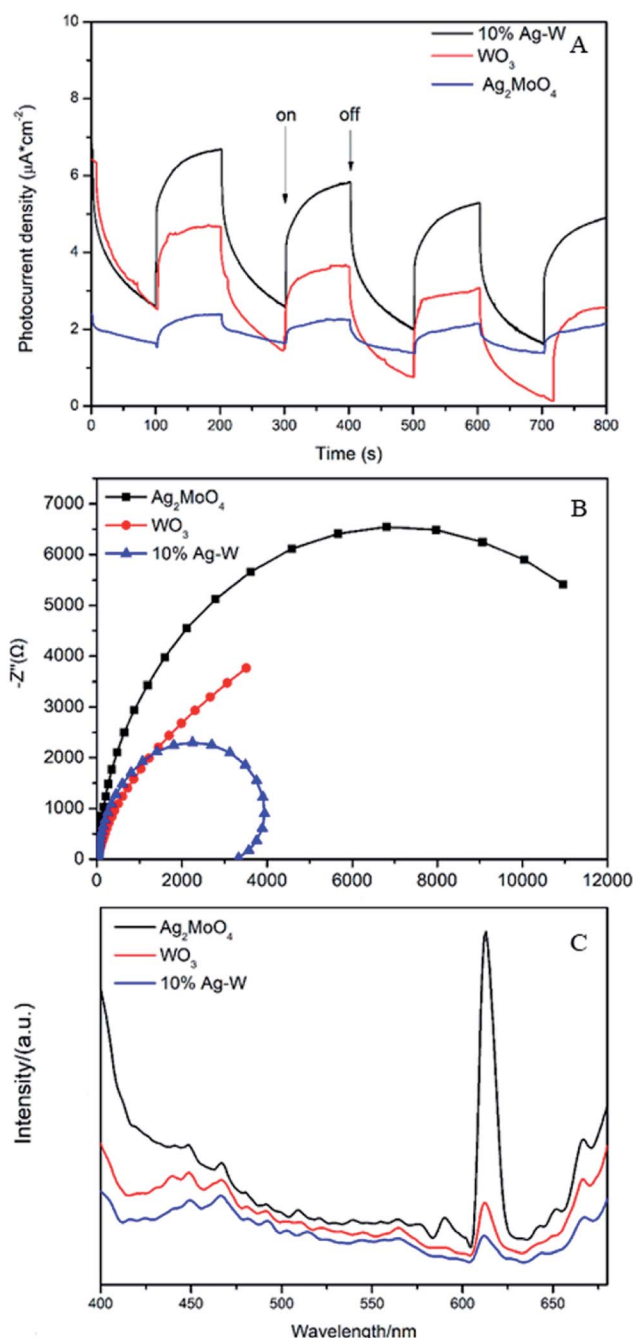 A
10% Ag-W
WO₃
Ag₂MoO₄
on
off
Photocurrent density (μA*cm⁻²)
10
8
6
4
2
0
0 100 200 300 400 500 600 700 800
Time (s)
B
Ag₂MoO₄
WO₃
10% Ag-W
-Z"(Ω)
7000
6000
5000
4000
3000
2000
1000
0
0 2000 4000 6000 8000 10000 12000
C
Ag₂MoO₄
WO₃
10% Ag-W
Intensity/(a.u.)
400 450 500 550 600 650
Wavelength/nm